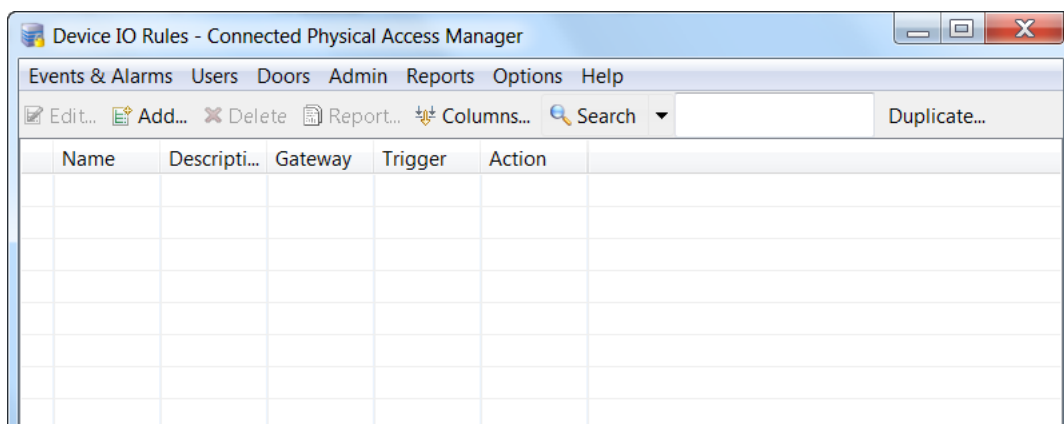 Device IO Rules - Connected Physical Access Manager
Events & Alarms Users Doors Admin Reports Options Help
Edit... Add... Delete Report... Columns... Search Duplicate...
Name Descripti... Gateway Trigger Action